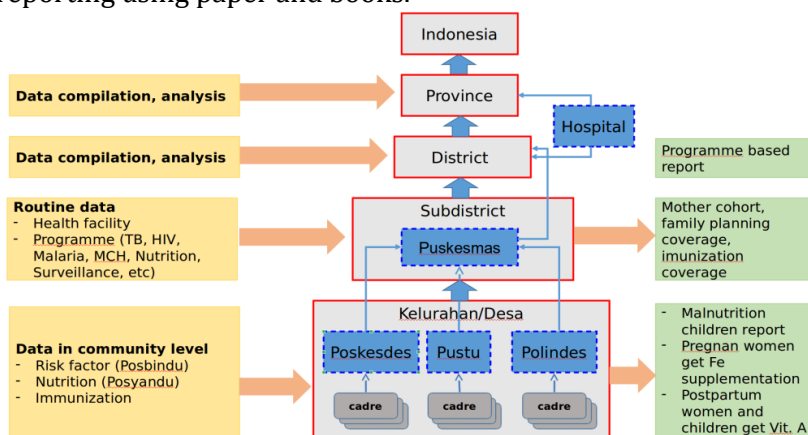 reporting using paper and books.
Indonesia
Data compilation, analysis
Province
Hospital
Data compilation, analysis
District
Programme based
report
Routine data
- Health facility
- Programme (TB, HIV,
Malaria, MCH, Nutrition,
Surveillance, etc)
Subdistrict
Puskesmas
Mother cohort,
family planning
coverage,
imunization
coverage
Kelurahan/Desa
Data in community level
- Risk factor (Posbindu)
- Nutrition (Posyandu)
- Immunization
Poskesdes
Pustu
Polindes
cadre
cadre
cadre
- Malnutrition
children report
- Pregnan women
get Fe
supplementation
- Postpartum
women and
children get Vit. A